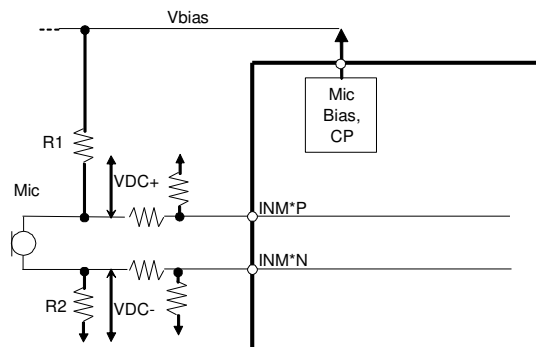 Vbias
Mic
Bias,
CP
R1
Mic
VDC+
INM*P
INM*N
R2
VDC-